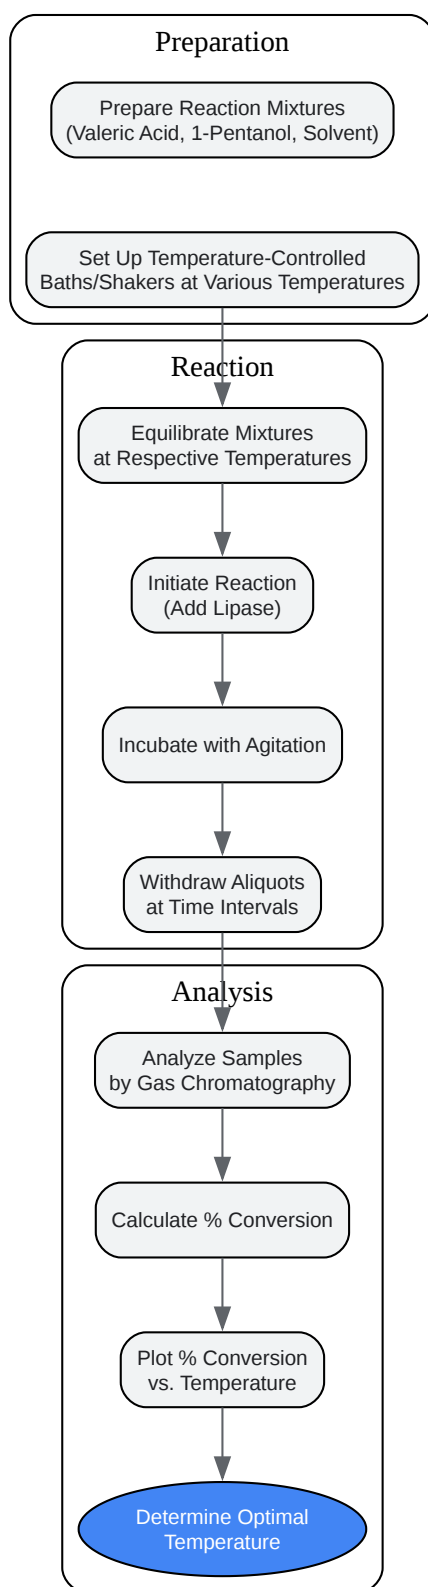 Preparation
Prepare Reaction Mixtures
(Valeric Acid, 1-Pentanol, Solvent)
Set Up Temperature-Controlled
Baths/Shakers at Various Temperatures
Reaction
Equilibrate Mixtures
at Respective Temperatures
Initiate Reaction
(Add Lipase)
Incubate with Agitation
Withdraw Aliquots
at Time Intervals
Analysis
Analyze Samples
by Gas Chromatography
Calculate % Conversion
Plot % Conversion
vs. Temperature
Determine Optimal
Temperature